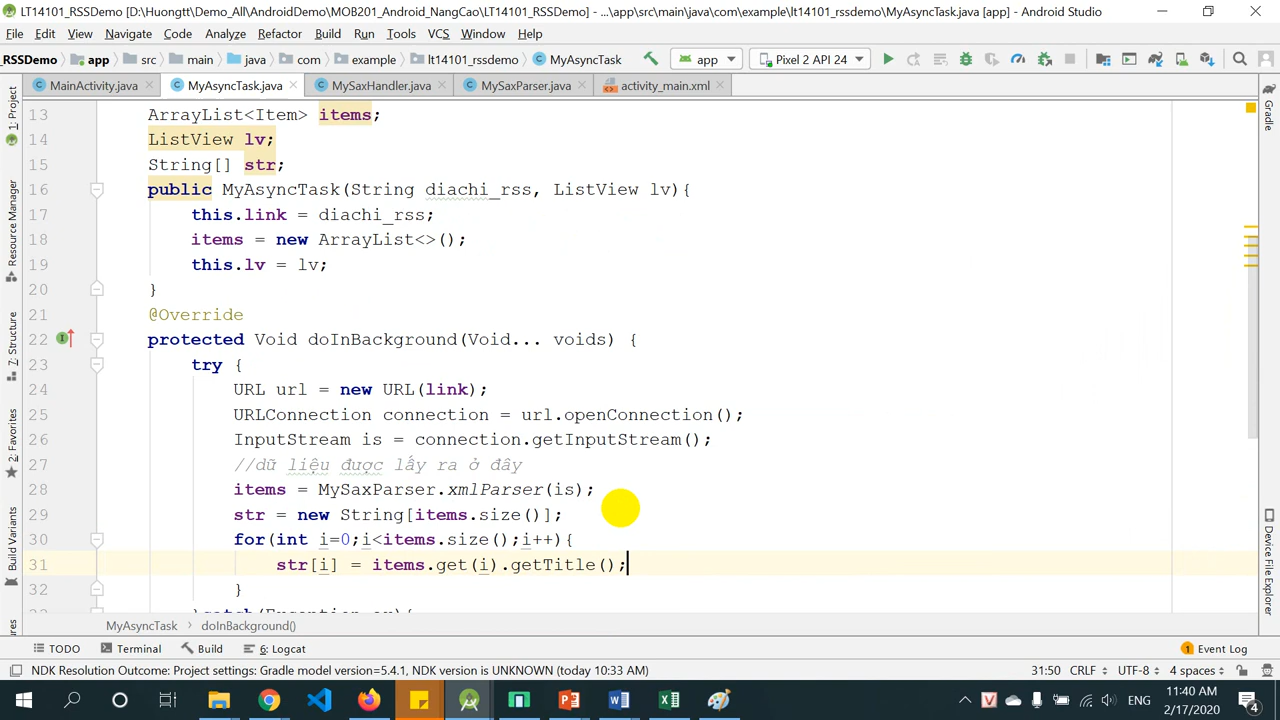 LT14101_RSSDemo [D:\Huongtt\Demo_All\AndroidDemo\MOB201_Android_NangCao\LT14101_RSSDemo] - ...\app\src\main\java\com\example\lt14101_rssdemo\MyAsyncTask.java [app] - Android Studio
File Edit View Navigate Code Analyze Refactor Build Run Tools VCS Window Help
_RSSDemo app src main java com example lt14101_rssdemo MyAsyncTask app Pixel 2 API 24
MainActivity.java MyAsyncTask.java MySaxHandler.java MySaxParser.java activity_main.xml
1: Project
Resource Manager
7: Structure
2: Favorites
Build Variants
Gradle
Device File Explorer
13 ArrayList<Item> items;
14 ListView lv;
15 String[] str;
16 public MyAsyncTask(String diachi_rss, ListView lv){
17 this.link = diachi_rss;
18 items = new ArrayList<>();
19 this.lv = lv;
20 }
21 @Override
22 protected Void doInBackground(Void... voids) {
23 try {
24 URL url = new URL(link);
25 URLConnection connection = url.openConnection();
26 InputStream is = connection.getInputStream();
27 //dữ liệu được lấy ra ở đây
28 items = MySaxParser.xmlParser(is);
29 str = new String[items.size()];
30 for(int i=0;i<items.size();i++){
31 str[i] = items.get(i).getTitle();
32 }
33 }catch(Exception ex){
MyAsyncTask doInBackground()
TODO Terminal Build 6: Logcat 1 Event Log
NDK Resolution Outcome: Project settings: Gradle model version=5.4.1, NDK version is UNKNOWN (today 10:33 AM) 31:50 CRLF UTF-8 4 spaces
ENG 11:40 AM
2/17/2020 4